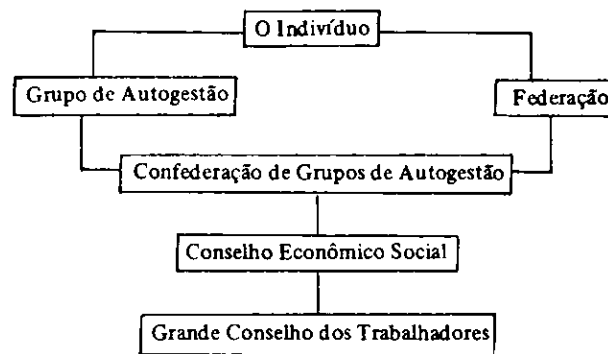 O Indivíduo
Grupo de Autogestão
Federação
Confederação de Grupos de Autogestão
Conselho Econômico Social
Grande Conselho dos Trabalhadores